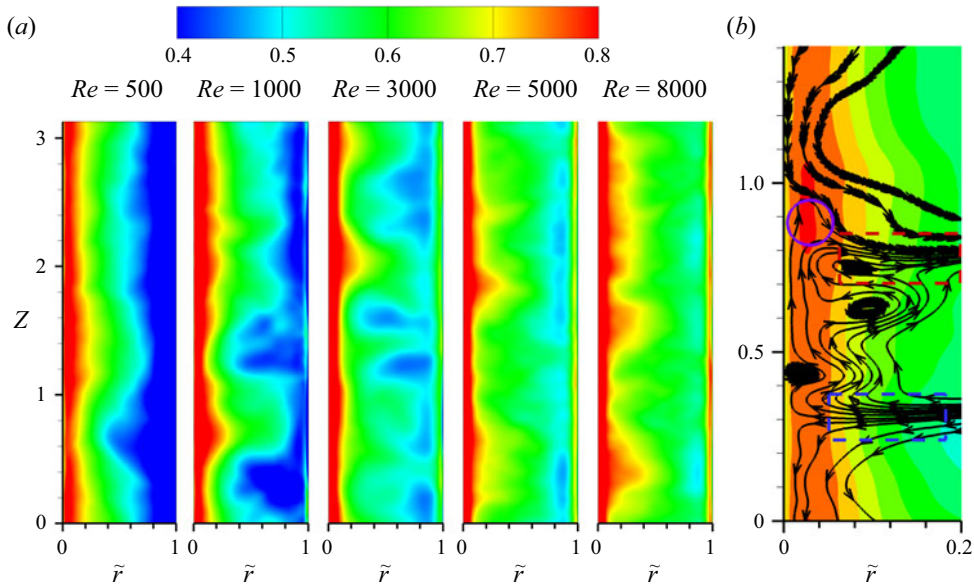 (a)
0.4 0.5 0.6 0.7 0.8
(b)
Re = 500 Re = 1000 Re = 3000 Re = 5000 Re = 8000
3
2
Z
1
0
0 1 0 1 0 1 0 1 0 1
r̃ r̃ r̃ r̃ r̃
1.0
0.5
0
0 0.1 0.2
r̃